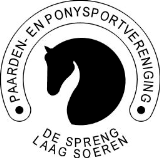 PAARDEN- EN PONYSPORTVERENIGING
DE SPRENG
LAAG SOEREN